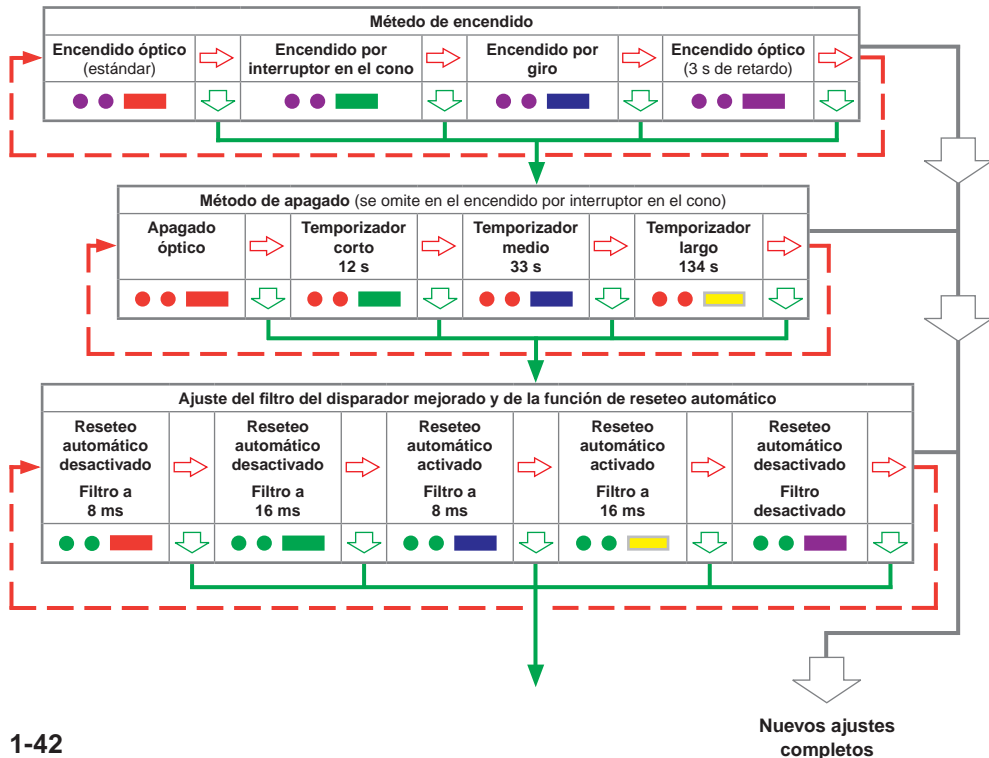 Métedo de encendido
Encendido óptico
(estándar)
Encendido por
interruptor en el cono
Encendido por
giro
Encendido óptico
(3 s de retardo)
Método de apagado (se omite en el encendido por interruptor en el cono)
Apagado
óptico
Temporizador
corto
12 s
Temporizador
medio
33 s
Temporizador
largo
134 s
Ajuste del filtro del disparador mejorado y de la función de reseteo automático
Reseteo
automático
desactivado
Filtro a
8 ms
Reseteo
automático
desactivado
Filtro a
16 ms
Reseteo
automático
activado
Filtro a
8 ms
Reseteo
automático
activado
Filtro a
16 ms
Reseteo
automático
desactivado
Filtro
desactivado
Nuevos ajustes
completos
1-42